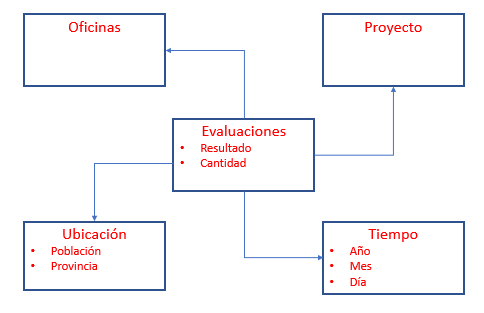 Oficinas
Proyecto
Evaluaciones
• Resultado
• Cantidad
Ubicación
• Población
• Provincia
Tiempo
• Año
• Mes
• Día